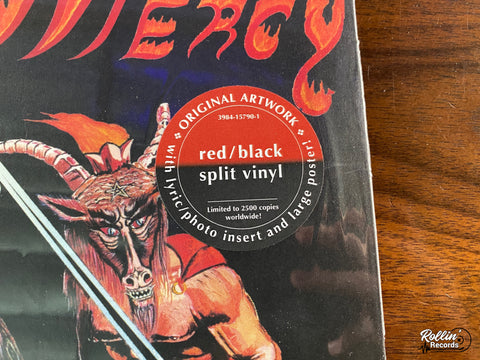 MERCY
ORIGINAL ARTWORK
3984-15790-1
red/black
split vinyl
Limited to 2500 copies
worldwide!
with lyric/photo insert and large poster!
Rollin'
Records